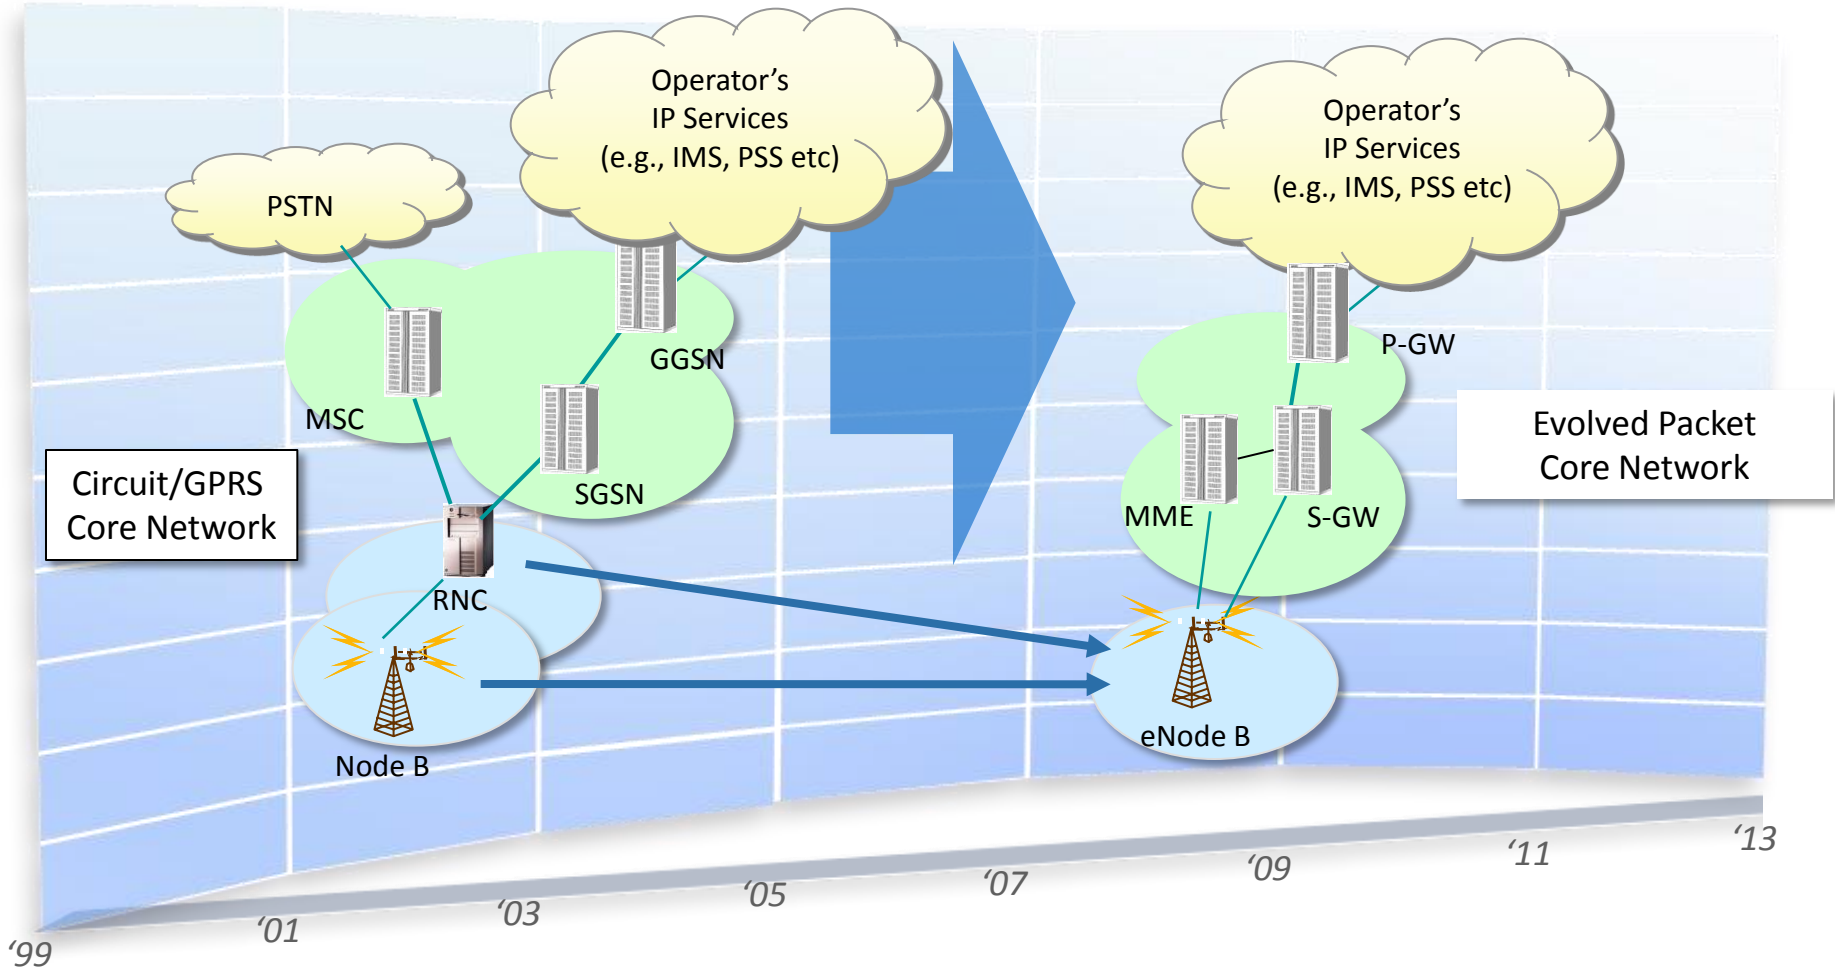 Operator’s
IP Services
(e.g., IMS, PSS etc)
Operator’s
IP Services
(e.g., IMS, PSS etc)
PSTN
GGSN
P-GW
MSC
Evolved Packet
Core Network
Circuit/GPRS
Core Network
SGSN
MME
S-GW
RNC
Node B
eNode B
‘99
‘01
‘03
‘05
‘07
‘09
‘11
‘13